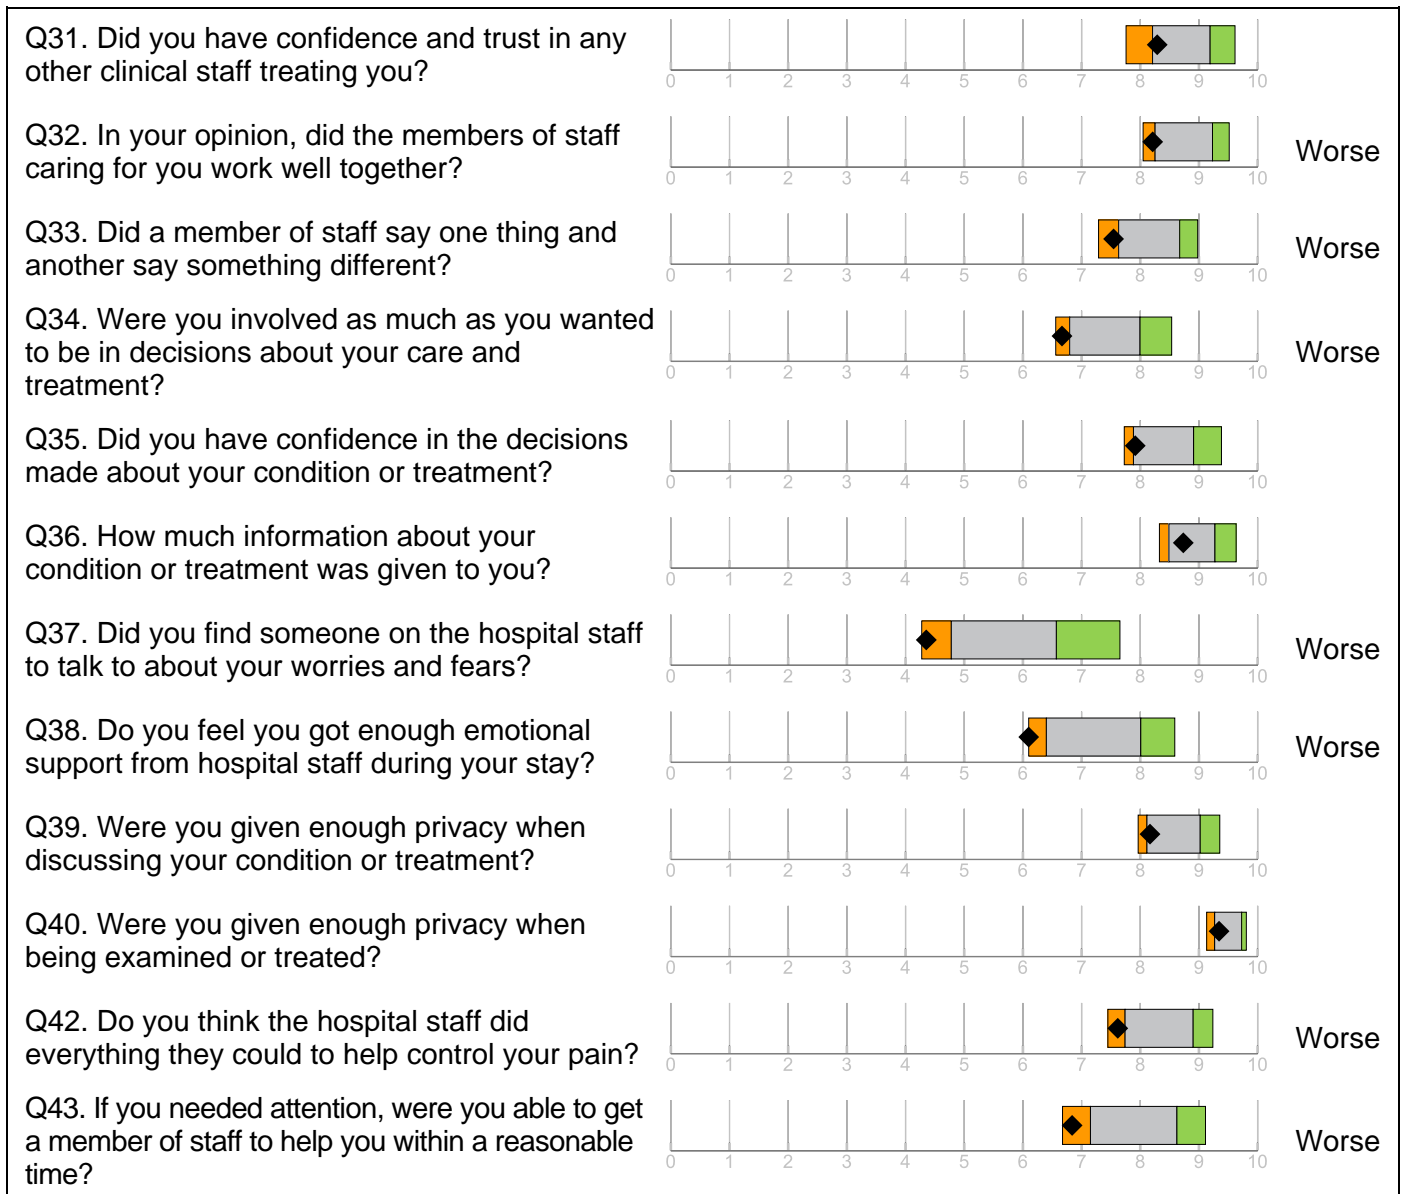 Q31. Did you have confidence and trust in any
other clinical staff treating you?
0 1 2 3 4 5 6 7 8 9 10
Q32. In your opinion, did the members of staff
caring for you work well together?
0 1 2 3 4 5 6 7 8 9 10
Worse
Q33. Did a member of staff say one thing and
another say something different?
0 1 2 3 4 5 6 7 8 9 10
Worse
Q34. Were you involved as much as you wanted
to be in decisions about your care and
treatment?
0 1 2 3 4 5 6 7 8 9 10
Worse
Q35. Did you have confidence in the decisions
made about your condition or treatment?
0 1 2 3 4 5 6 7 8 9 10
Q36. How much information about your
condition or treatment was given to you?
0 1 2 3 4 5 6 7 8 9 10
Q37. Did you find someone on the hospital staff
to talk to about your worries and fears?
0 1 2 3 4 5 6 7 8 9 10
Worse
Q38. Do you feel you got enough emotional
support from hospital staff during your stay?
0 1 2 3 4 5 6 7 8 9 10
Worse
Q39. Were you given enough privacy when
discussing your condition or treatment?
0 1 2 3 4 5 6 7 8 9 10
Q40. Were you given enough privacy when
being examined or treated?
0 1 2 3 4 5 6 7 8 9 10
Q42. Do you think the hospital staff did
everything they could to help control your pain?
0 1 2 3 4 5 6 7 8 9 10
Worse
Q43. If you needed attention, were you able to get
a member of staff to help you within a reasonable
time?
0 1 2 3 4 5 6 7 8 9 10
Worse